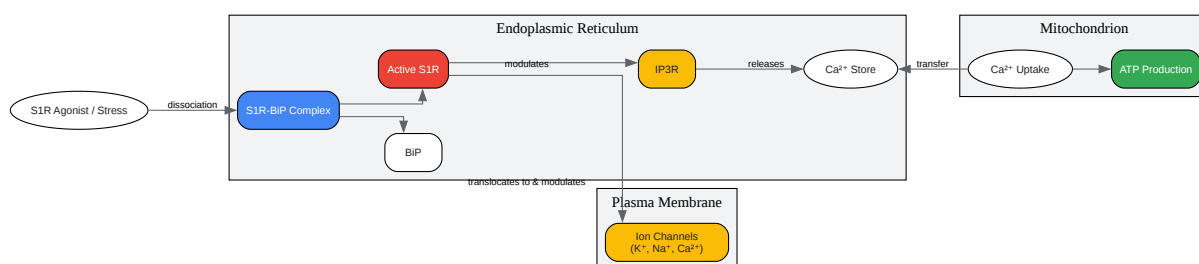 Endoplasmic Reticulum
Mitochondrion
Active S1R
modulates
IP3R
releases
Ca²⁺ Store
transfer
Ca²⁺ Uptake
ATP Production
S1R Agonist / Stress
dissociation
S1R-BiP Complex
BiP
translocates to & modulates
Plasma Membrane
Ion Channels
(K⁺, Na⁺, Ca²⁺)